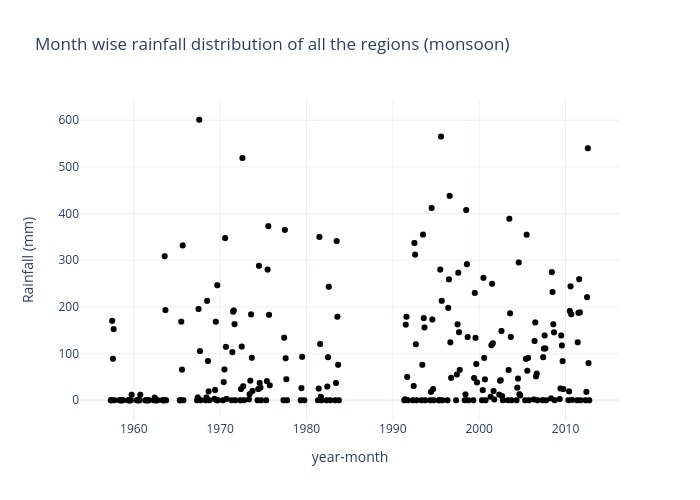 Month wise rainfall distribution of all the regions (monsoon)
600
500
400
300
200
100
0
Rainfall (mm)
1960 1970 1980 1990 2000 2010
year-month